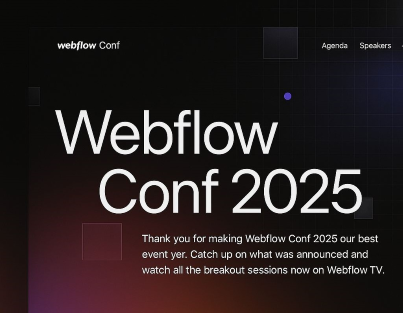 webflow Conf
Agenda Speakers
Webflow
Conf 2025
Thank you for making Webflow Conf 2025 our best
event yer. Catch up on what was announced and
watch all the breakout sessions now on Webflow TV.